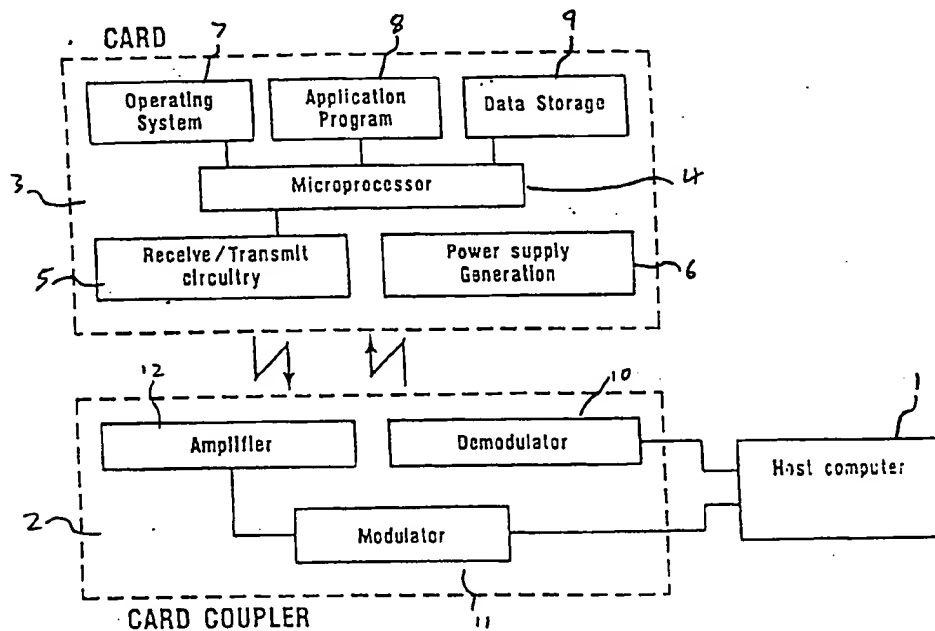 CARD
7
8
9
Operating
System
Application
Program
Data Storage
Microprocessor
3
4
Receive/Transmit
circuitry
Power supply
Generation
5
6
12
10
1
Amplifier
Demodulator
Host computer
2
Modulator
11
CARD COUPLER